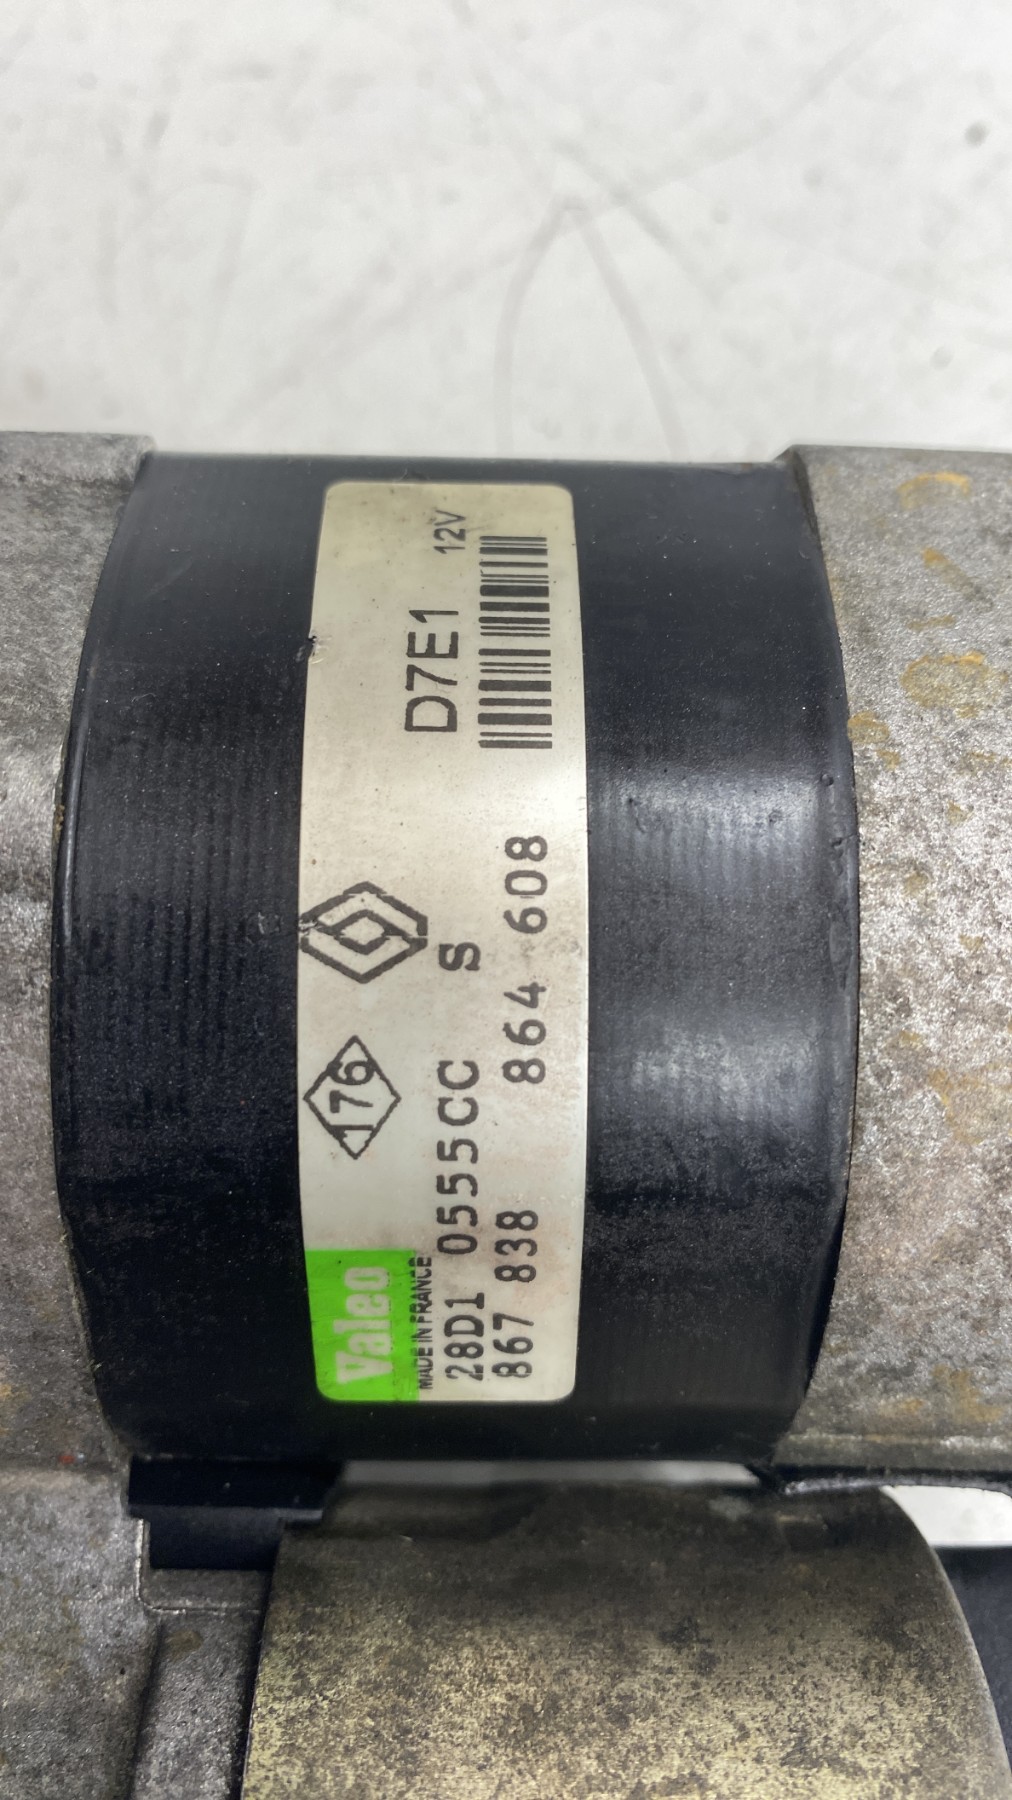 Valeo
176
MADE IN FRANCE
D7E1 12V
28D1 0555CC S
867 838 864 608